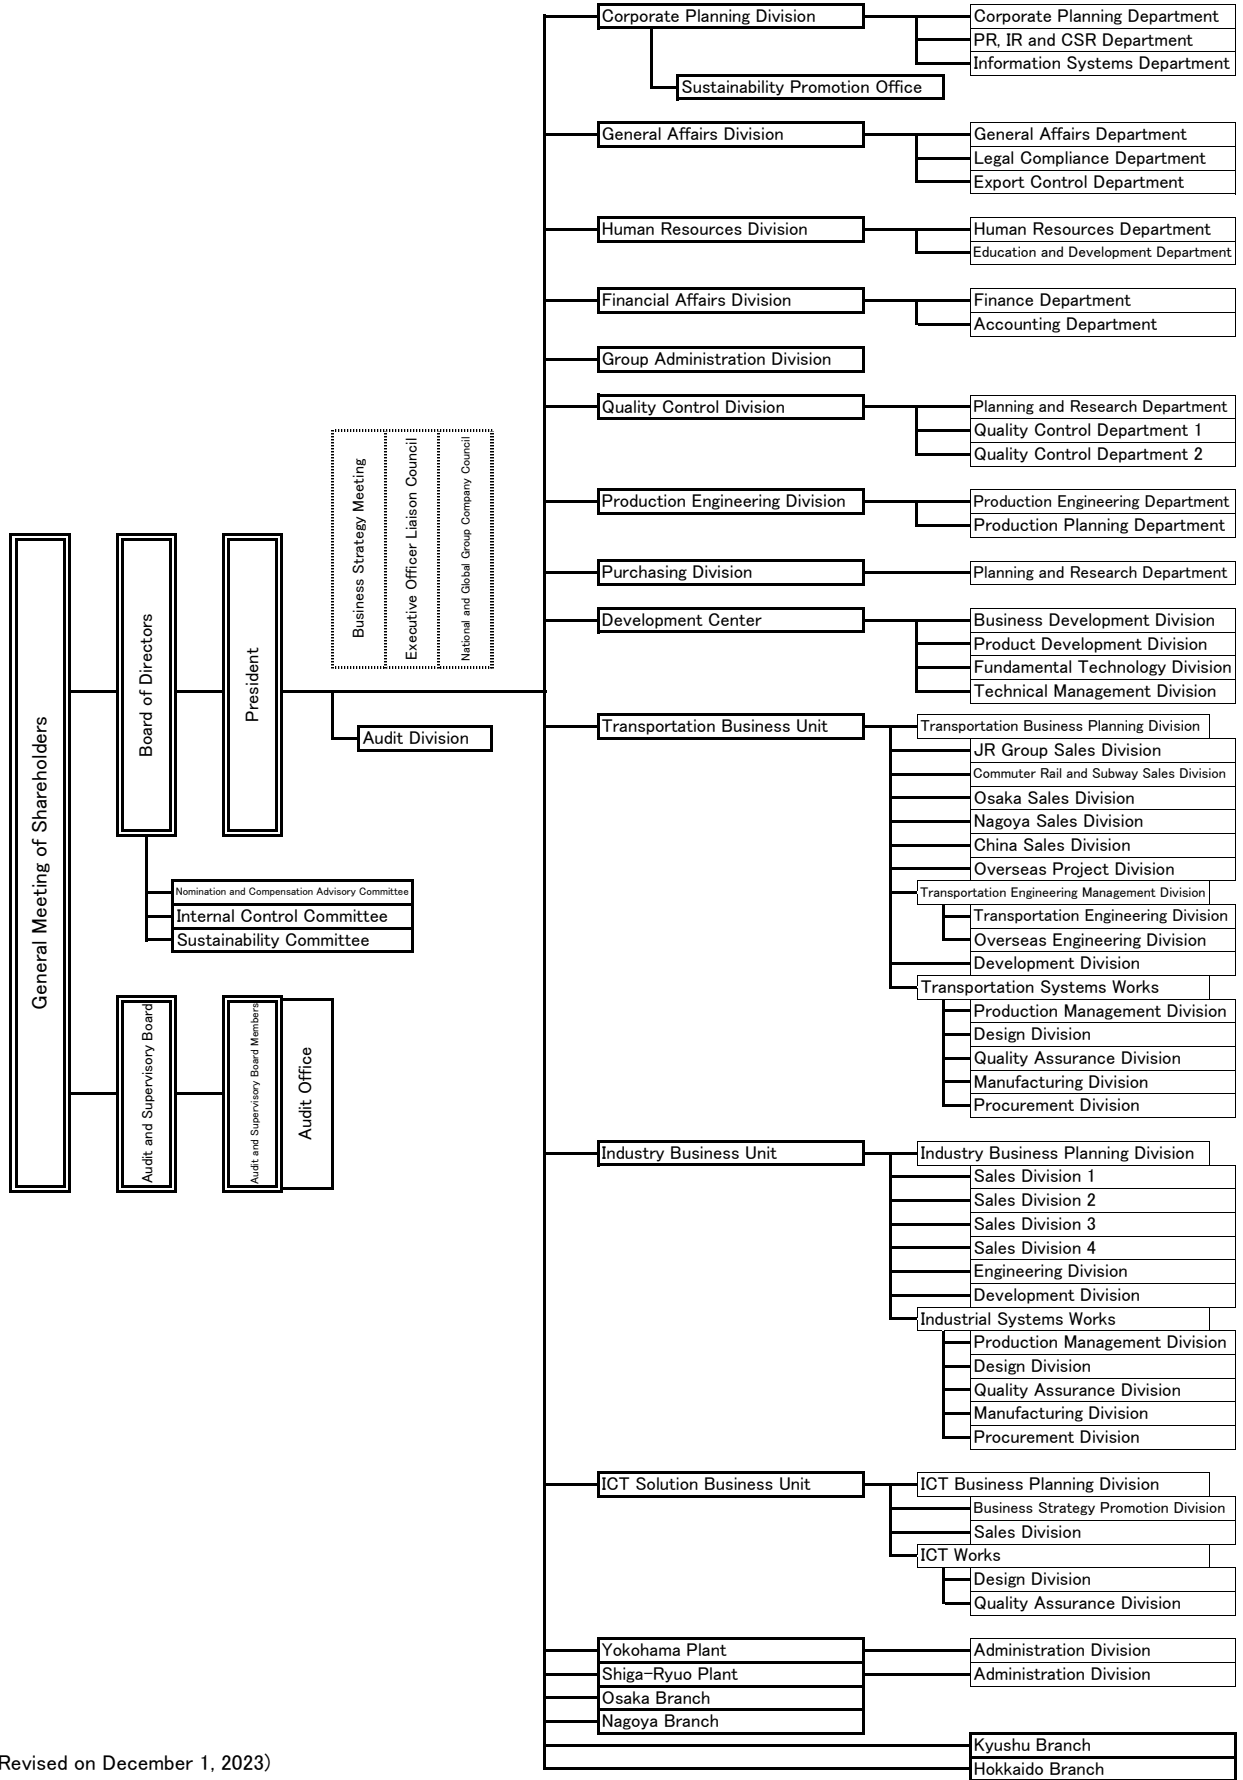 General Meeting of Shareholders
Board of Directors
President
Business Strategy Meeting
Executive Officer Liaison Council
National and Global Group Company Council
Audit Division
Nomination and Compensation Advisory Committee
Internal Control Committee
Sustainability Committee
Audit and Supervisory Board
Audit and Supervisory Board Members
Audit Office
Corporate Planning Division
Corporate Planning Department
PR, IR and CSR Department
Information Systems Department
Sustainability Promotion Office
General Affairs Division
General Affairs Department
Legal Compliance Department
Export Control Department
Human Resources Division
Human Resources Department
Education and Development Department
Financial Affairs Division
Finance Department
Accounting Department
Group Administration Division
Quality Control Division
Planning and Research Department
Quality Control Department 1
Quality Control Department 2
Production Engineering Division
Production Engineering Department
Production Planning Department
Purchasing Division
Planning and Research Department
Development Center
Business Development Division
Product Development Division
Fundamental Technology Division
Technical Management Division
Transportation Business Unit
Transportation Business Planning Division
JR Group Sales Division
Commuter Rail and Subway Sales Division
Osaka Sales Division
Nagoya Sales Division
China Sales Division
Overseas Project Division
Transportation Engineering Management Division
Transportation Engineering Division
Overseas Engineering Division
Development Division
Transportation Systems Works
Production Management Division
Design Division
Quality Assurance Division
Manufacturing Division
Procurement Division
Industry Business Unit
Industry Business Planning Division
Sales Division 1
Sales Division 2
Sales Division 3
Sales Division 4
Engineering Division
Development Division
Industrial Systems Works
Production Management Division
Design Division
Quality Assurance Division
Manufacturing Division
Procurement Division
ICT Solution Business Unit
ICT Business Planning Division
Business Strategy Promotion Division
Sales Division
ICT Works
Design Division
Quality Assurance Division
Yokohama Plant
Administration Division
Shiga-Ryuo Plant
Administration Division
Osaka Branch
Nagoya Branch
Kyushu Branch
Hokkaido Branch
Revised on December 1, 2023)